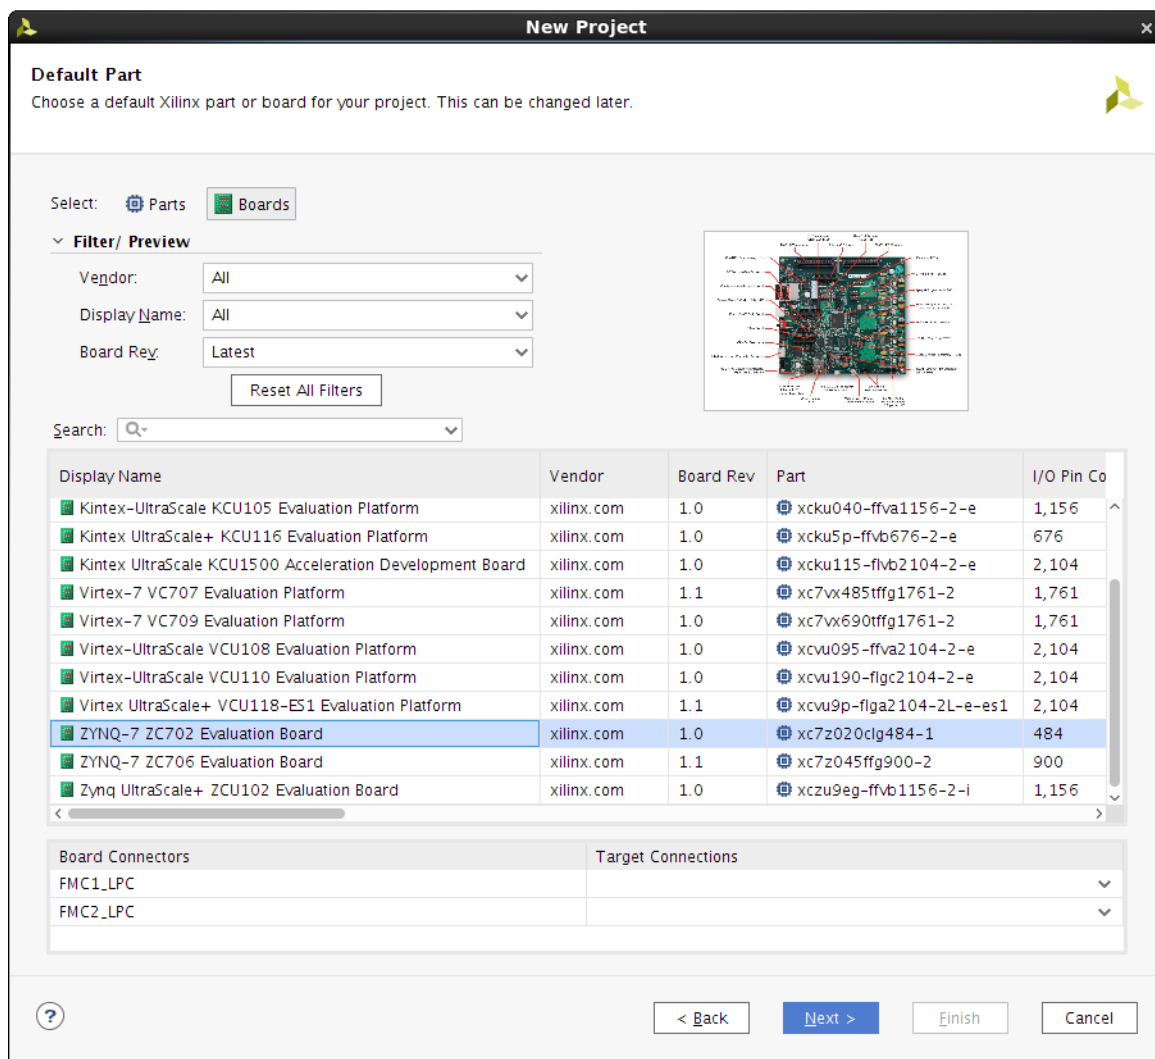 New Project
Default Part
Choose a default Xilinx part or board for your project. This can be changed later.
Select: Parts Boards
Filter/ Preview
Vendor: All
Display Name: All
Board Rev: Latest
Reset All Filters
Search:
Display Name Vendor Board Rev Part I/O Pin Co
Kintex-UltraScale KCU105 Evaluation Platform xilinx.com 1.0 xcku040-ffva1156-2-e 1,156
Kintex UltraScale+ KCU116 Evaluation Platform xilinx.com 1.0 xcku5p-ffvb676-2-e 676
Kintex UltraScale KCU1500 Acceleration Development Board xilinx.com 1.0 xcku115-flvb2104-2-e 2,104
Virtex-7 VC707 Evaluation Platform xilinx.com 1.1 xc7vx485tffg1761-2 1,761
Virtex-7 VC709 Evaluation Platform xilinx.com 1.0 xc7vx690tffg1761-2 1,761
Virtex-UltraScale VCU108 Evaluation Platform xilinx.com 1.0 xcvu095-ffva2104-2-e 2,104
Virtex-UltraScale VCU110 Evaluation Platform xilinx.com 1.0 xcvu190-flgc2104-2-e 2,104
Virtex UltraScale+ VCU118-ES1 Evaluation Platform xilinx.com 1.1 xcvu9p-flga2104-2L-e-es1 2,104
ZYNQ-7 ZC702 Evaluation Board xilinx.com 1.0 xc7z020clg484-1 484
ZYNQ-7 ZC706 Evaluation Board xilinx.com 1.1 xc7z045ffg900-2 900
Zynq UltraScale+ ZCU102 Evaluation Board xilinx.com 1.0 xczu9eg-ffvb1156-2-i 1,156
Board Connectors Target Connections
FMC1_LPC
FMC2_LPC
? < Back Next > Finish Cancel